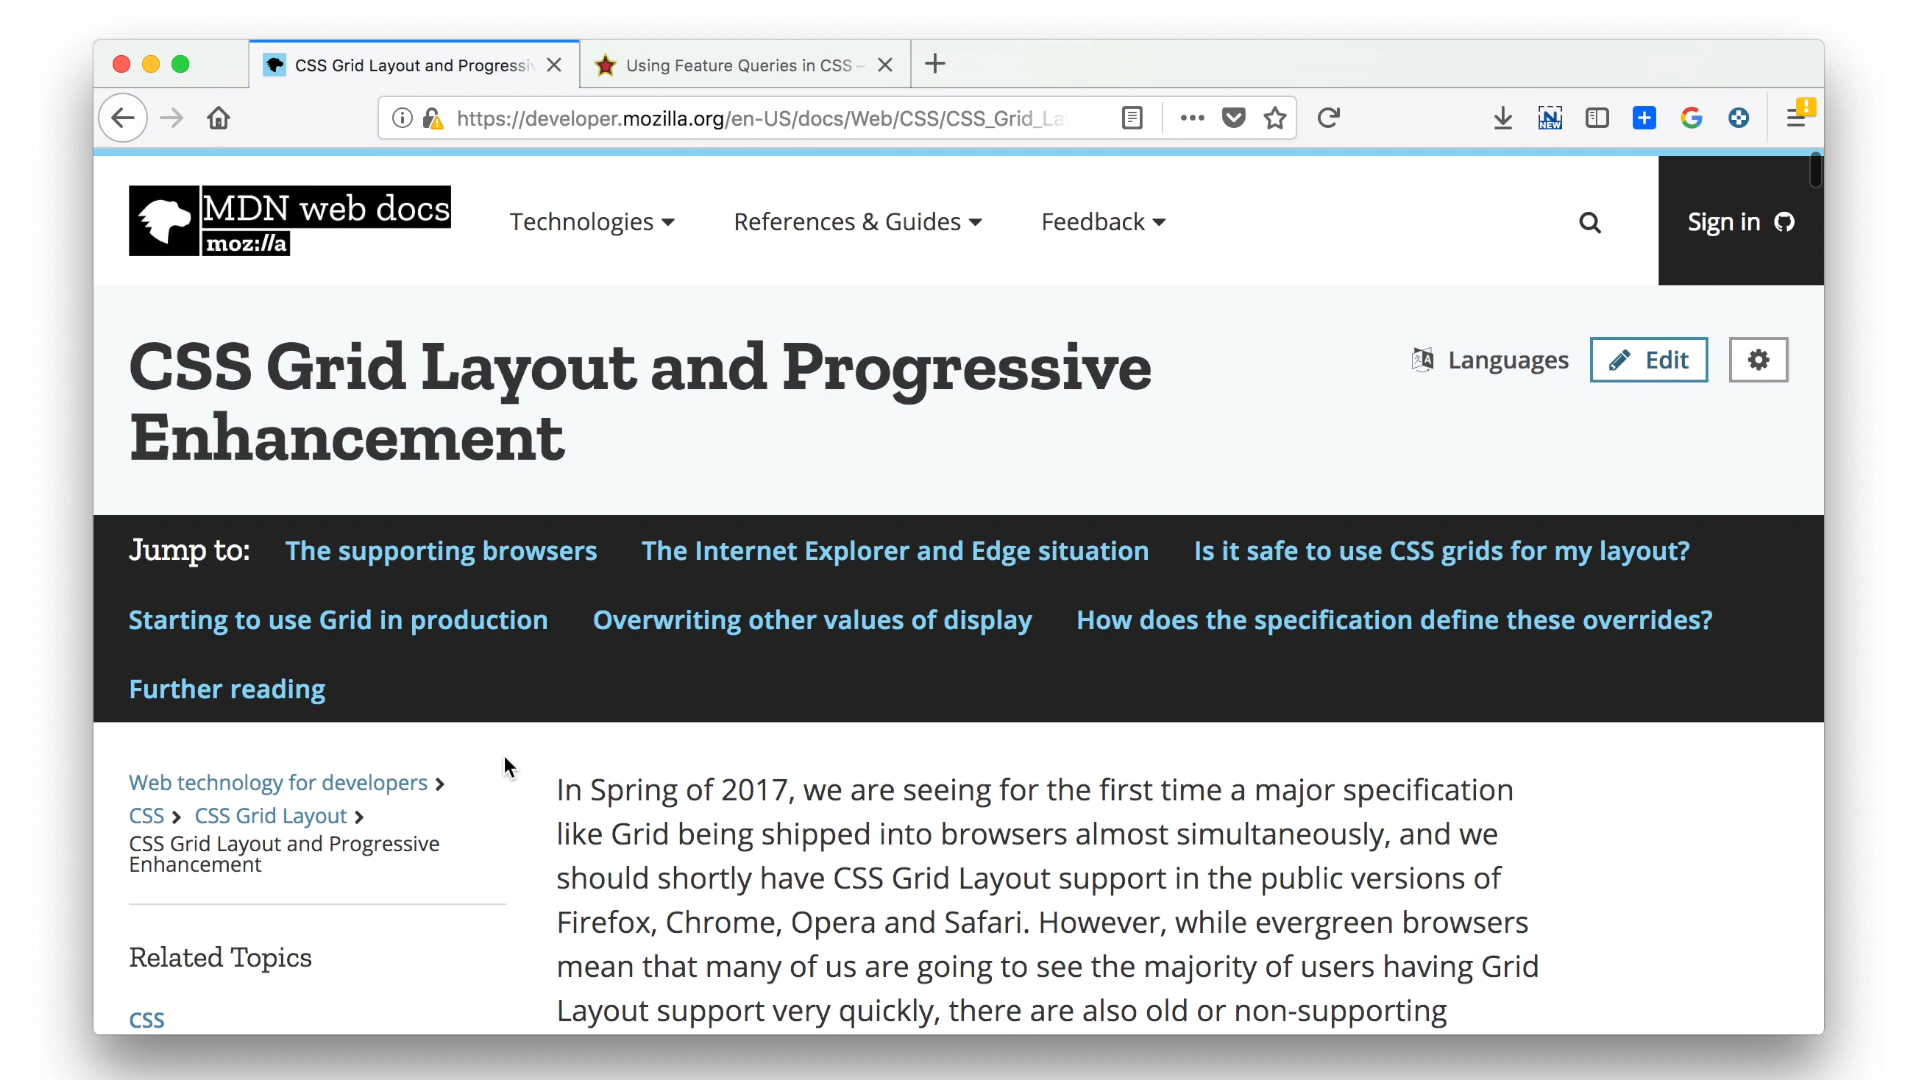 CSS Grid Layout and Progressi
Using Feature Queries in CSS –
https://developer.mozilla.org/en-US/docs/Web/CSS/CSS_Grid_La
NEW
MDN web docs
moz://a
Technologies
References & Guides
Feedback
Sign in
CSS Grid Layout and Progressive
Enhancement
Languages
Edit
Jump to:
The supporting browsers
The Internet Explorer and Edge situation
Is it safe to use CSS grids for my layout?
Starting to use Grid in production
Overwriting other values of display
How does the specification define these overrides?
Further reading
Web technology for developers
CSS
CSS Grid Layout
CSS Grid Layout and Progressive
Enhancement
Related Topics
CSS
In Spring of 2017, we are seeing for the first time a major specification
like Grid being shipped into browsers almost simultaneously, and we
should shortly have CSS Grid Layout support in the public versions of
Firefox, Chrome, Opera and Safari. However, while evergreen browsers
mean that many of us are going to see the majority of users having Grid
Layout support very quickly, there are also old or non-supporting